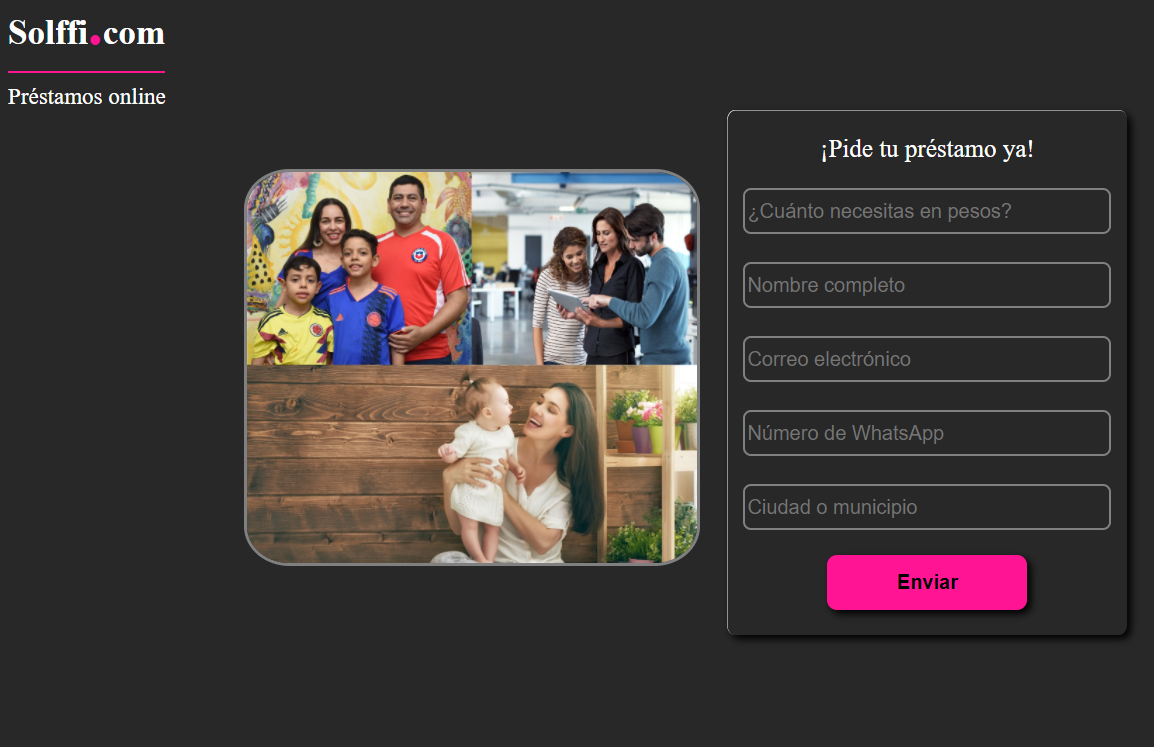 Solffi.com
Préstamos online
¡Pide tu préstamo ya!
¿Cuánto necesitas en pesos?
Nombre completo
Correo electrónico
Número de WhatsApp
Ciudad o municipio
Enviar